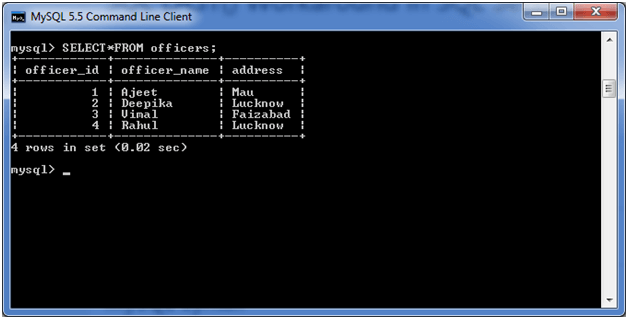 MySQL 5.5 Command Line Client
mysql> SELECT*FROM officers;
+------------+--------------+-----------+
| officer_id | officer_name | address   |
+------------+--------------+-----------+
|          1 | Ajeet        | Mau       |
|          2 | Deepika      | Lucknow   |
|          3 | Vimal        | Faizabad  |
|          4 | Rahul        | Lucknow   |
+------------+--------------+-----------+
4 rows in set (0.02 sec)
mysql> _